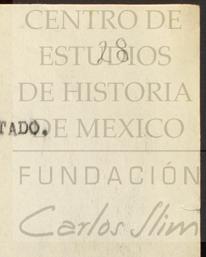 CENTRO DE
ESTUDIOS
28
DE HISTORIA
TADO.
DE MEXICO
FUNDACIÓN
Carlos Slim